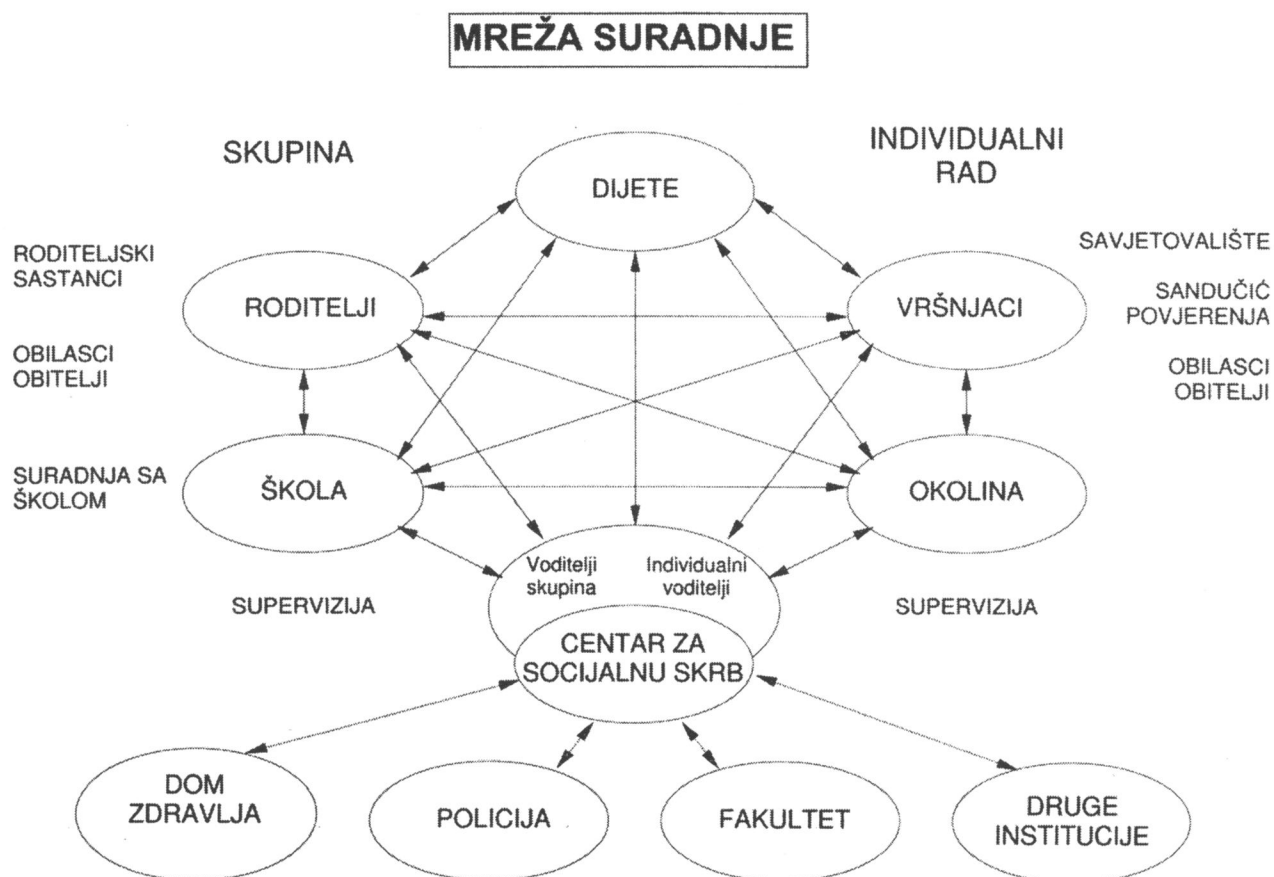 MREŽA SURADNJE
SKUPINA
INDIVIDUALNI
RAD
DIJETE
RODITELJSKI
SASTANCI
RODITELJI
VRŠNJACI
SAVJETOVALIŠTE
SANDUČIĆ
POVJERENJA
OBILASCI
OBITELJI
OBILASCI
OBITELJI
SURADNJA SA
ŠKOLOM
ŠKOLA
OKOLINA
Voditelji
skupina
Individualni
voditelji
SUPERVIZIJA
SUPERVIZIJA
CENTAR ZA
SOCIJALNU SKRB
DOM
ZDRAVLJA
POLICIJA
FAKULTET
DRUGE
INSTITUCIJE